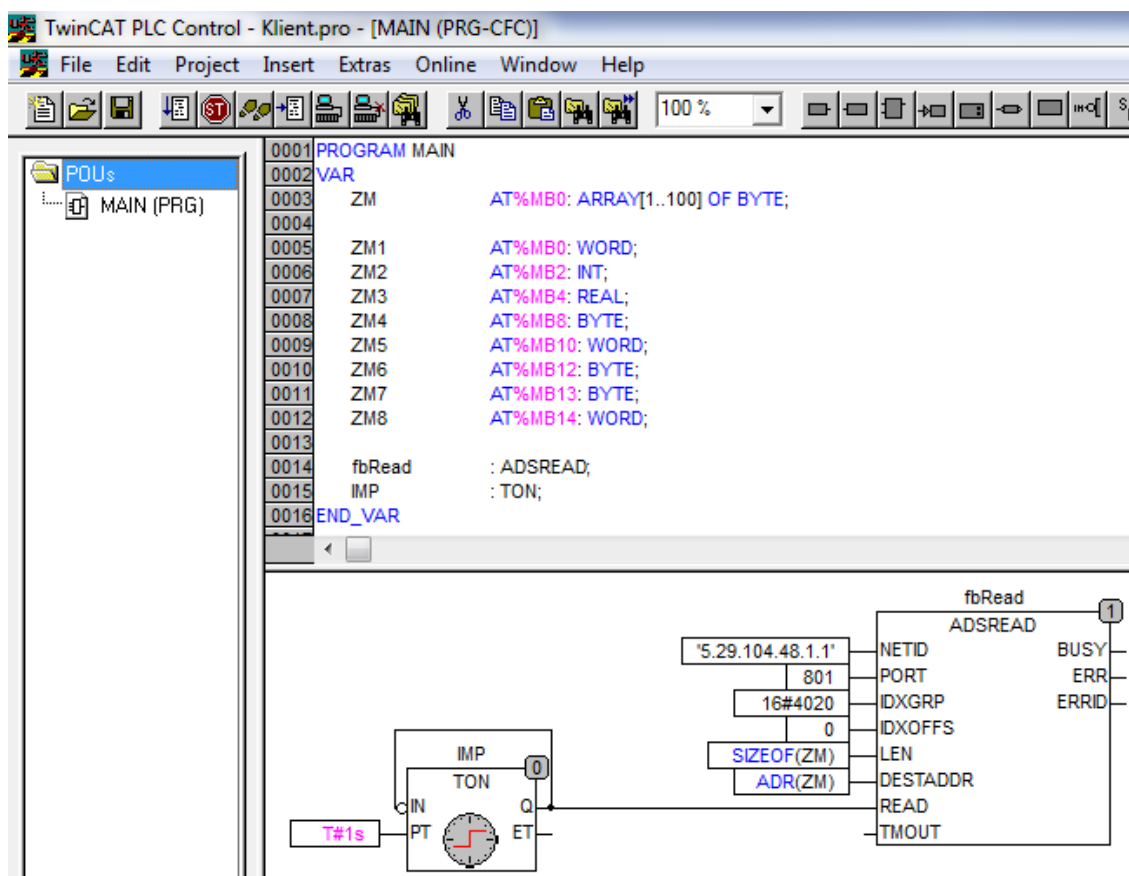 TwinCAT PLC Control - Klient.pro - [MAIN (PRG-CFC)]
File Edit Project Insert Extras Online Window Help
100 %
POUs
MAIN (PRG)
0001 PROGRAM MAIN
0002 VAR
0003 ZM AT%MB0: ARRAY[1..100] OF BYTE;
0004
0005 ZM1 AT%MB0: WORD;
0006 ZM2 AT%MB2: INT;
0007 ZM3 AT%MB4: REAL;
0008 ZM4 AT%MB8: BYTE;
0009 ZM5 AT%MB10: WORD;
0010 ZM6 AT%MB12: BYTE;
0011 ZM7 AT%MB13: BYTE;
0012 ZM8 AT%MB14: WORD;
0013
0014 fbRead : ADSREAD;
0015 IMP : TON;
0016 END_VAR
fbRead
1
ADSREAD
'5.29.104.48.1.1' NETID BUSY
801 PORT ERR
16#4020 IDXGRP ERRID
0 IDXOFFS
SIZEOF(ZM) LEN
ADR(ZM) DESTADDR
READ
TMOUT
IMP
0
TON
IN Q
T#1s PT ET